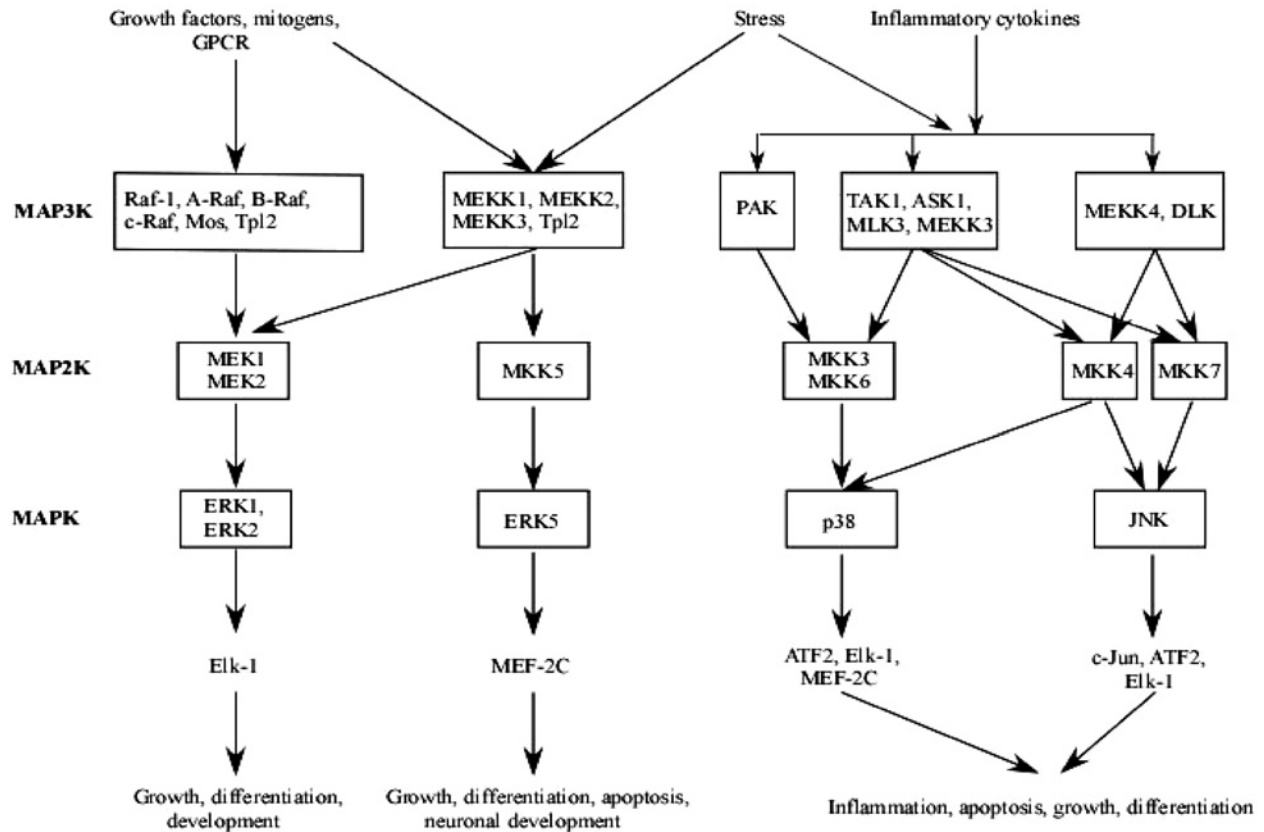 Growth factors, mitogens,
GPCR
Stress
Inflammatory cytokines
MAP3K
Raf-1, A-Raf, B-Raf,
c-Raf, Mos, Tpl2
MEKK1, MEKK2,
MEKK3, Tpl2
PAK
TAK1, ASK1,
MLK3, MEKK3
MEKK4, DLK
MAP2K
MEK1
MEK2
MKK5
MKK3
MKK6
MKK4
MKK7
MAPK
ERK1,
ERK2
ERK5
p38
JNK
Elk-1
MEF-2C
ATF2, Elk-1,
MEF-2C
c-Jun, ATF2,
Elk-1
Growth, differentiation,
development
Growth, differentiation, apoptosis,
neuronal development
Inflammation, apoptosis, growth, differentiation